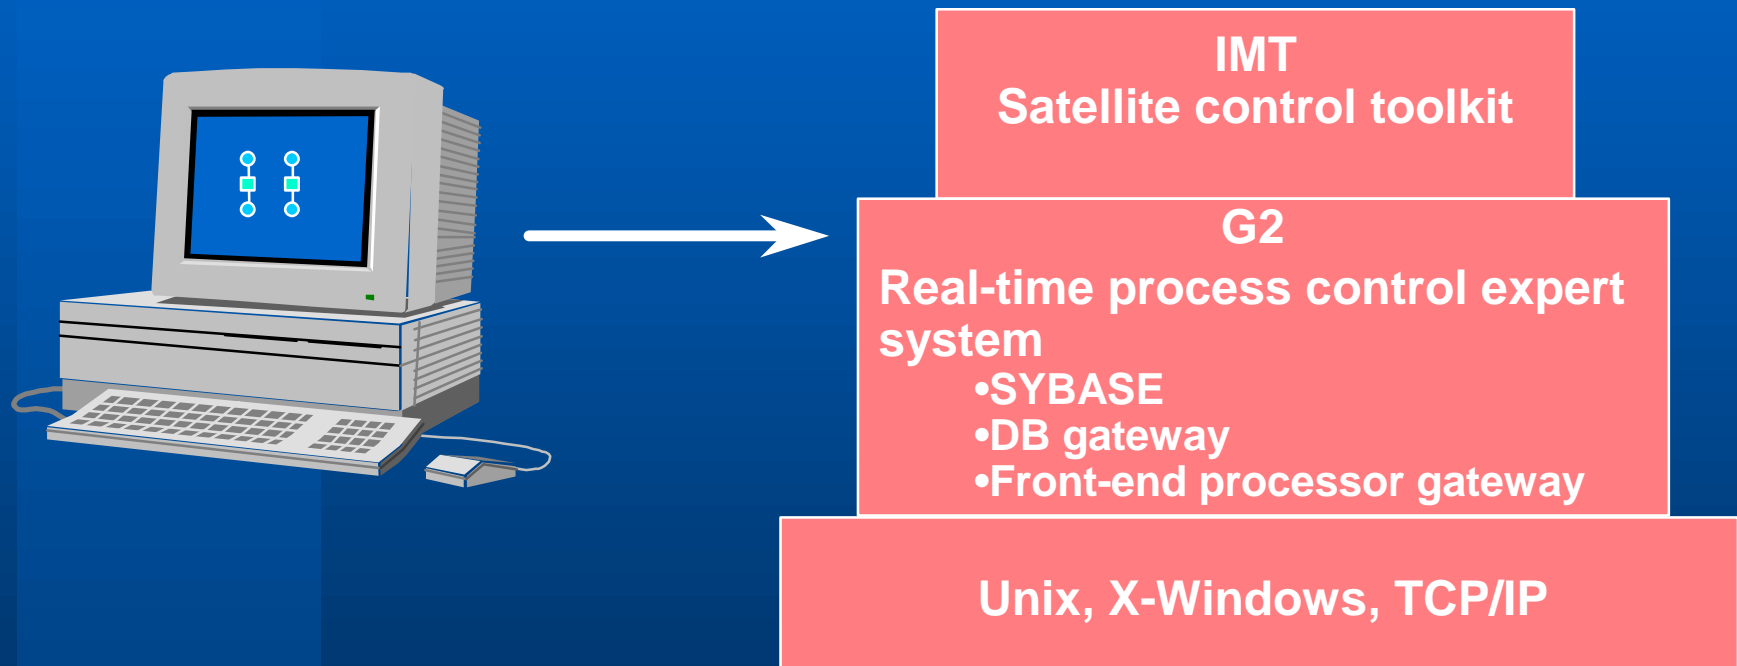 IMT
Satellite control toolkit
G2
Real-time process control expert
system
•SYBASE
•DB gateway
•Front-end processor gateway
Unix, X-Windows, TCP/IP